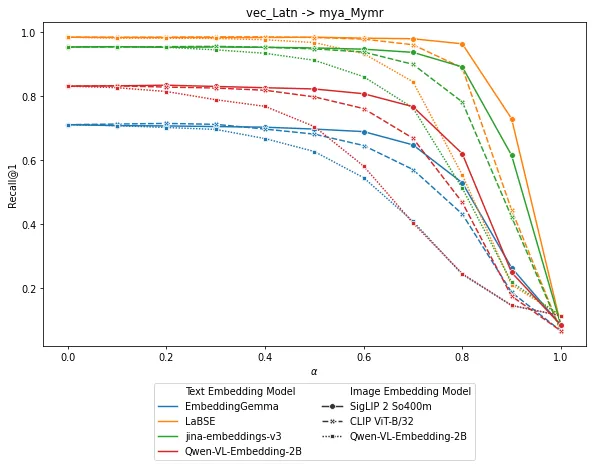 vec_Latn -> mya_Mymr
Recall@1
1.0
0.8
0.6
0.4
0.2
0.0 0.2 0.4 0.6 0.8 1.0
α
Text Embedding Model
EmbeddingGemma
LaBSE
jina-embeddings-v3
Qwen-VL-Embedding-2B
Image Embedding Model
SigLIP 2 So400m
CLIP ViT-B/32
Qwen-VL-Embedding-2B